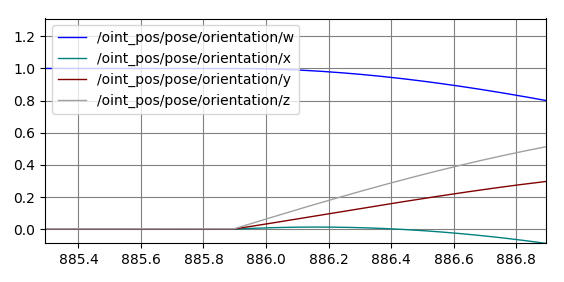 1.2
1.0
0.8
0.6
0.4
0.2
0.0
/oint_pos/pose/orientation/w
/oint_pos/pose/orientation/x
/oint_pos/pose/orientation/y
/oint_pos/pose/orientation/z
885.4 885.6 885.8 886.0 886.2 886.4 886.6 886.8